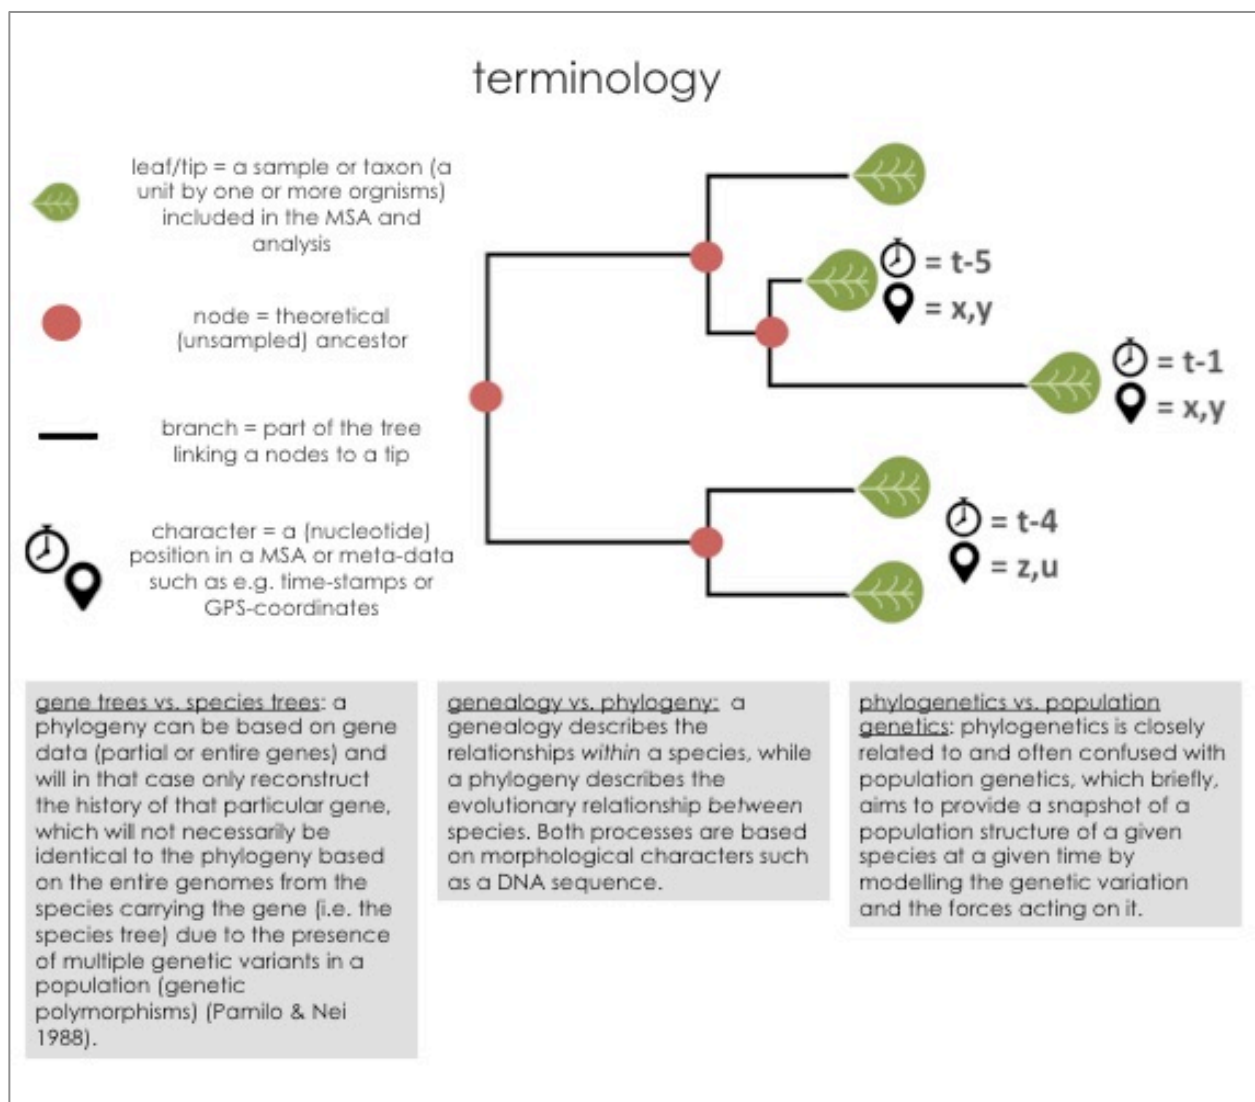 terminology
leaf/tip = a sample or taxon (a
unit by one or more orgnisms)
included in the MSA and
analysis
node = theoretical
(unsampled) ancestor
branch = part of the tree
linking a nodes to a tip
character = a (nucleotide)
position in a MSA or meta-data
such as e.g. time-stamps or
GPS-coordinates
= t-5
= x,y
= t-1
= x,y
= t-4
= z,u
gene trees vs. species trees: a
phylogeny can be based on gene
data (partial or entire genes) and
will in that case only reconstruct
the history of that particular gene,
which will not necessarily be
identical to the phylogeny based
on the entire genomes from the
species carrying the gene (i.e. the
species tree) due to the presence
of multiple genetic variants in a
population (genetic
polymorphisms) (Pamilo & Nei
1988).
genealogy vs. phylogeny: a
genealogy describes the
relationships within a species, while
a phylogeny describes the
evolutionary relationship between
species. Both processes are based
on morphological characters such
as a DNA sequence.
phylogenetics vs. population
genetics: phylogenetics is closely
related to and often confused with
population genetics, which briefly,
aims to provide a snapshot of a
population structure of a given
species at a given time by
modelling the genetic variation
and the forces acting on it.